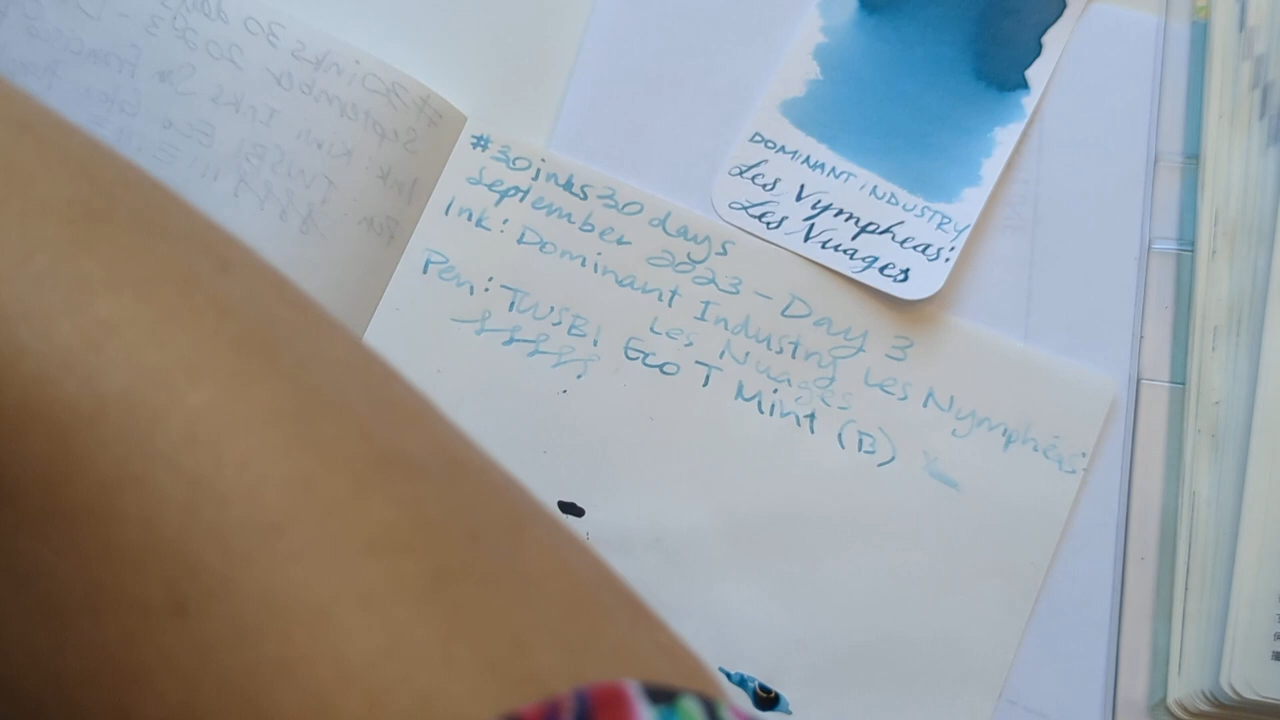 #30inks30days
September 2023 - Day 3
Ink: Dominant Industry Les Nymphéas:
Les Nuages
Pen: TWSBI Eco T Mint (B)
DOMINANT INDUSTRY
Les Nympheas:
Les Nuages